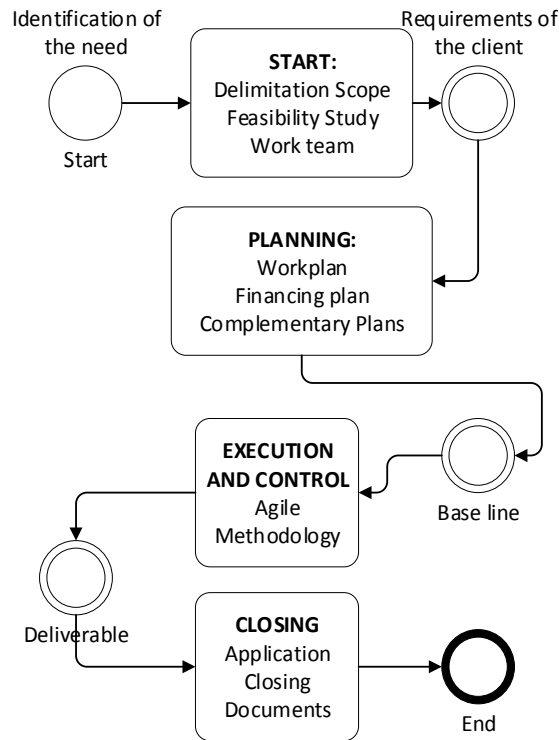 Identification of
the need
Start
START:
Delimitation Scope
Feasibility Study
Work team
Requirements of
the client
PLANNING:
Workplan
Financing plan
Complementary Plans
Base line
EXECUTION
AND CONTROL
Agile
Methodology
Deliverable
CLOSING
Application
Closing
Documents
End